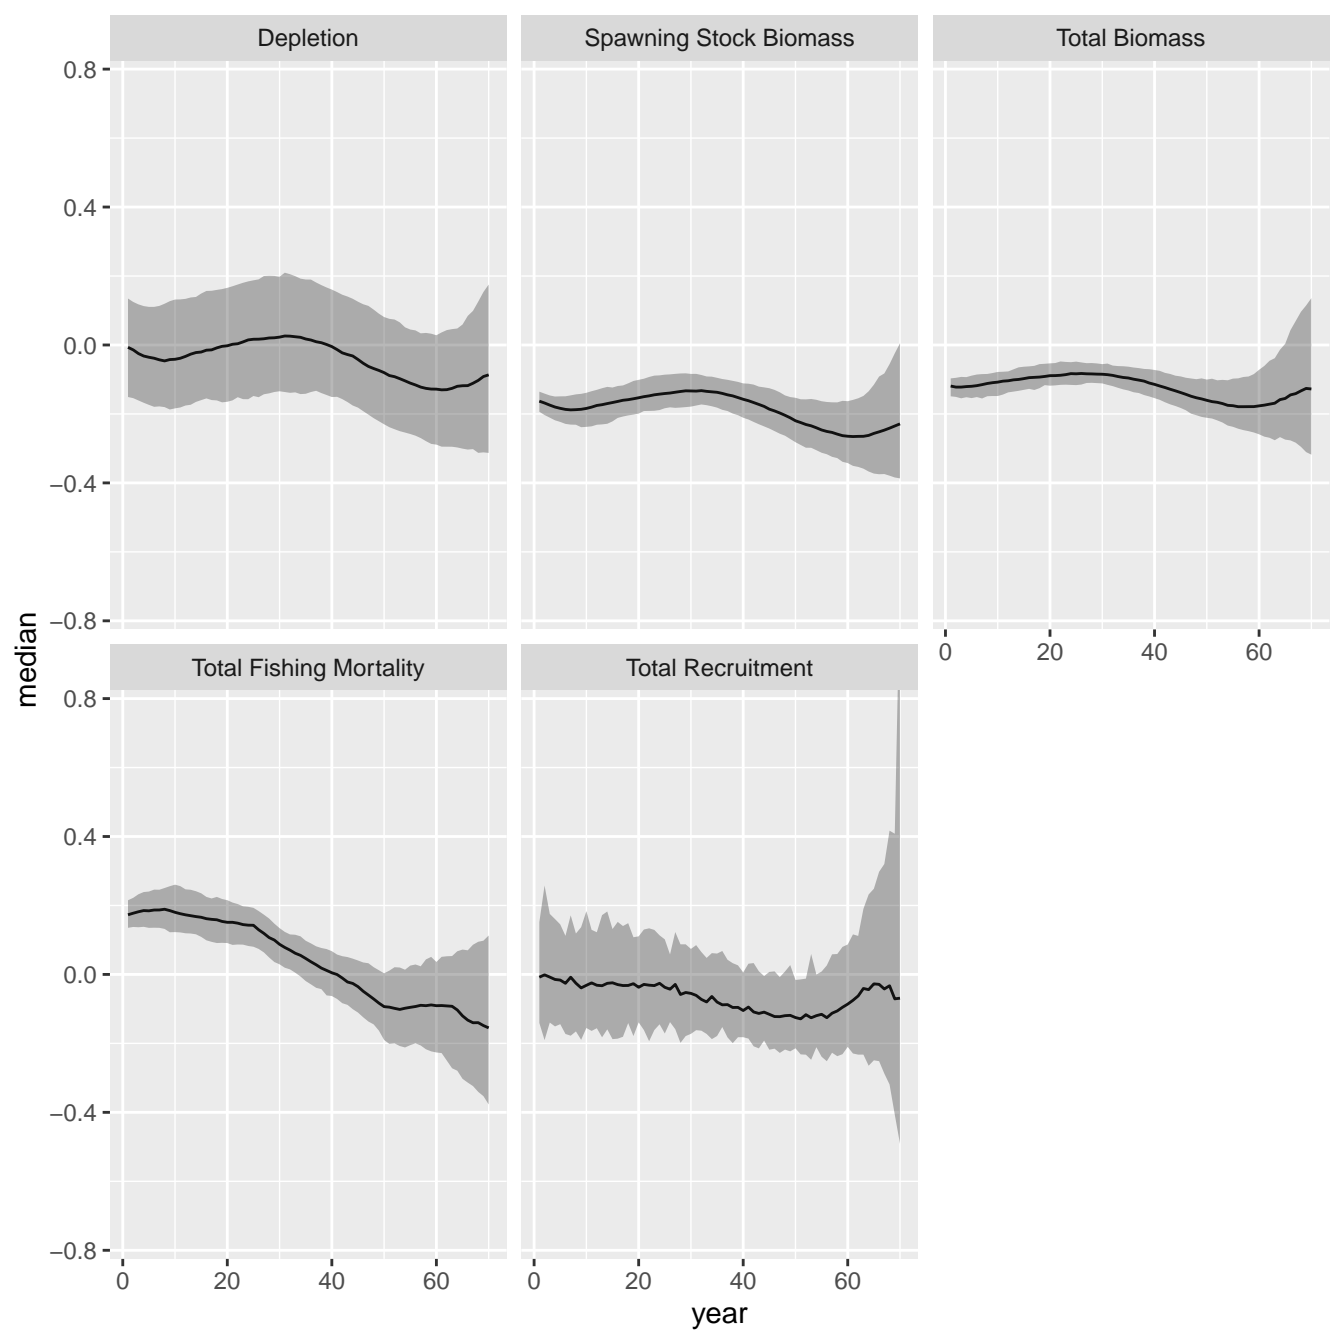 Depletion
Spawning Stock Biomass
Total Biomass
0.8
0.4
0.0
−0.4
−0.8
0 20 40 60
Total Fishing Mortality
Total Recruitment
0.8
0.4
0.0
−0.4
−0.8
0 20 40 60
0 20 40 60
median
year